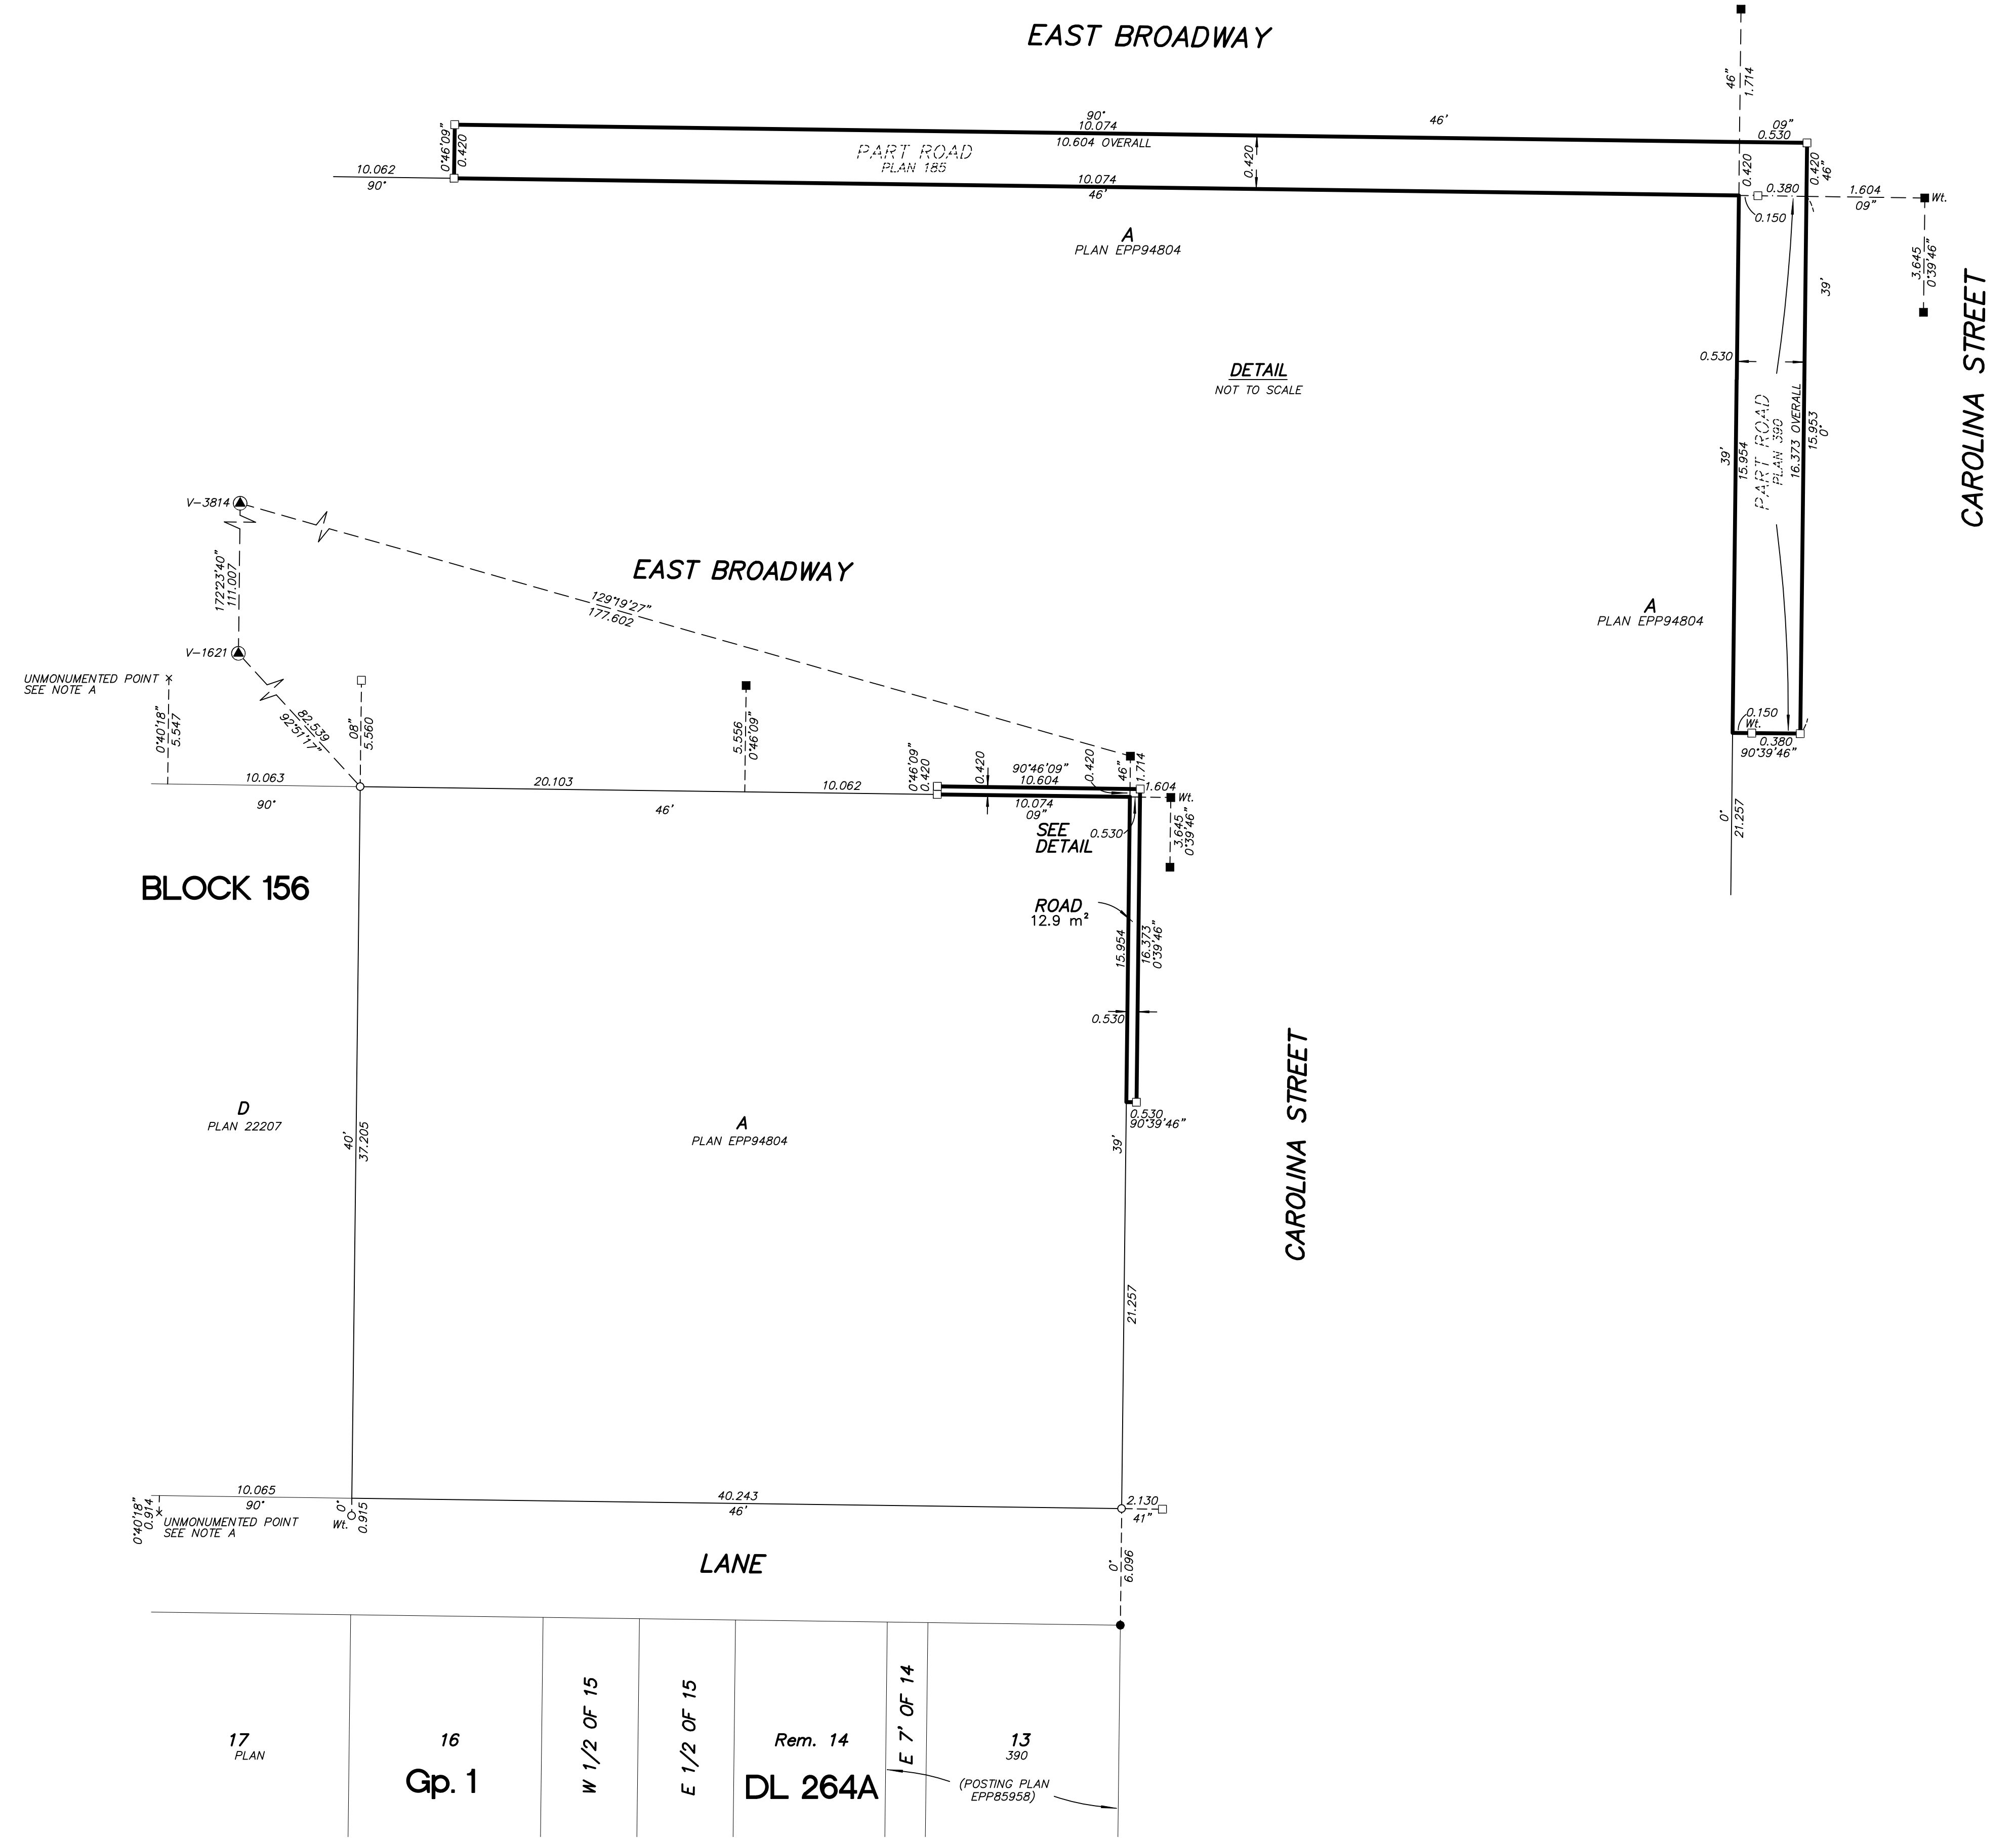 EAST BROADWAY
46"
1.714
90°
10.074
46'
09"
0.530
10.604 OVERALL
0°46'09"
0.420
PART ROAD
PLAN 185
0.420
0.420
0.420
46"
10.062
90°
10.074
46'
0.380
1.604
09"
Wt.
0.150
A
PLAN EPP94804
3.645
0°39'46"
39'
CAROLINA STREET
DETAIL
NOT TO SCALE
0.530
39'
15.954
PART ROAD
PLAN 390
16.373 OVERALL
15.953
0°
V-3814
172°23'40"
111.007
EAST BROADWAY
129°19'27"
177.602
A
PLAN EPP94804
V-1621
UNMONUMENTED POINT
SEE NOTE A
0°40'18"
5.547
82.539
92°51'17"
08"
5.560
5.556
0°46'09"
0.150
Wt.
0.380
90°39'46"
0°
21.257
10.063
90°
20.103
46'
10.062
0°46'09"
0.420
0.420
90°46'09"
10.604
0.420
46"
1.714
10.074
09"
1.604
Wt.
SEE
DETAIL
0.530
3.645
0°39'46"
BLOCK 156
ROAD
12.9 m²
15.954
16.373
0°39'46"
0.530
CAROLINA STREET
D
PLAN 22207
40'
37.205
A
PLAN EPP94804
0.530
90°39'46"
39'
21.257
10.065
90°
0°40'18"
0.914
UNMONUMENTED POINT
SEE NOTE A
0°
0.915
Wt.
40.243
46'
2.130
41"
LANE
0°
6.096
17
PLAN
16
Gp. 1
W 1/2 OF 15
E 1/2 OF 15
Rem. 14
DL 264A
E 7' OF 14
13
390
(POSTING PLAN
EPP85958)